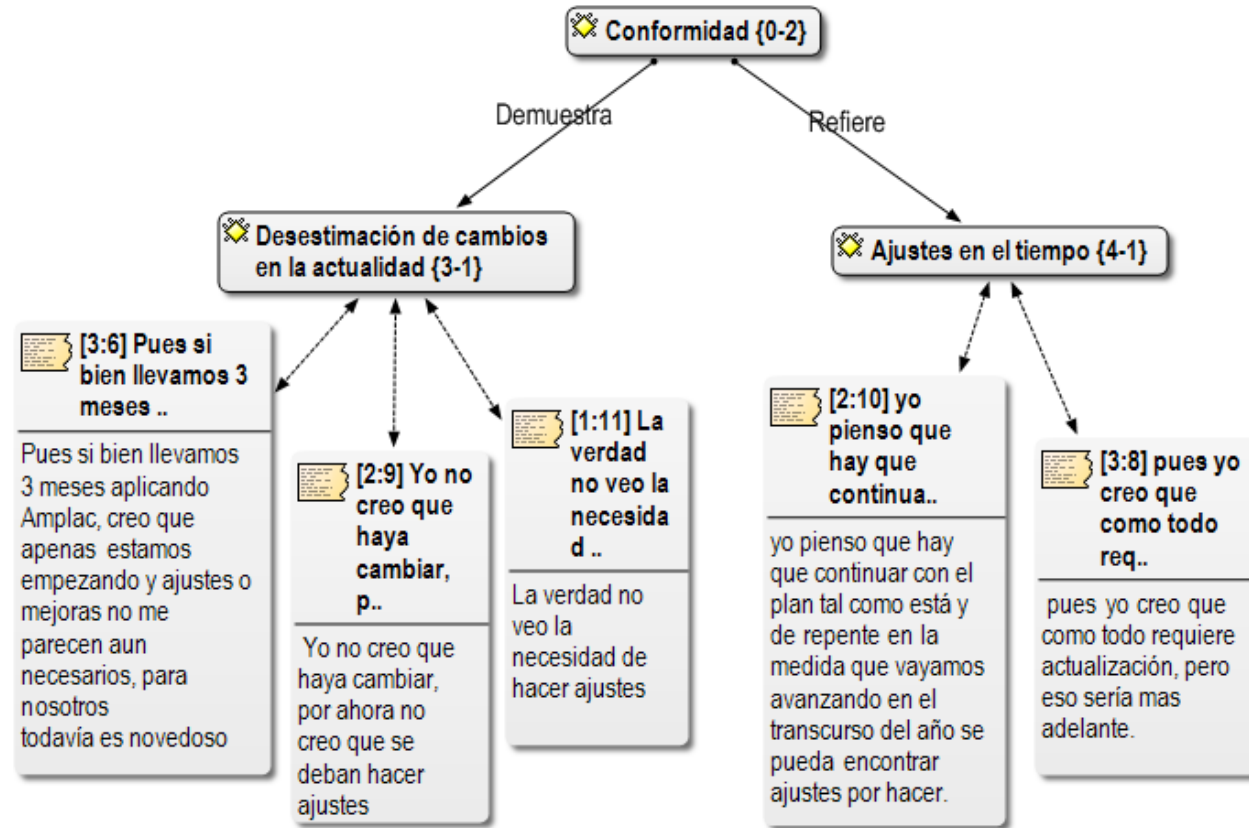 Conformidad {0-2}
Demuestra
Refiere
Desestimación de cambios
en la actualidad {3-1}
Ajustes en el tiempo {4-1}
[3:6] Pues si
bien llevamos 3
meses ..
Pues si bien llevamos
3 meses aplicando
Amplac, creo que
apenas estamos
empezando y ajustes o
mejoras no me
parecen aun
necesarios, para
nosotros
todavía es novedoso
[2:9] Yo no
creo que
haya
cambiar,
p..
Yo no creo que
haya cambiar,
por ahora no
creo que se
deban hacer
ajustes
[1:11] La
verdad
no veo la
necesida
d ..
La verdad no
veo la
necesidad de
hacer ajustes
[2:10] yo
pienso que
hay que
continua..
yo pienso que hay
que continuar con el
plan tal como está y
de repente en la
medida que vayamos
avanzando en el
transcurso del año se
pueda encontrar
ajustes por hacer.
[3:8] pues yo
creo que
como todo
req..
pues yo creo que
como todo requiere
actualización, pero
eso sería mas
adelante.